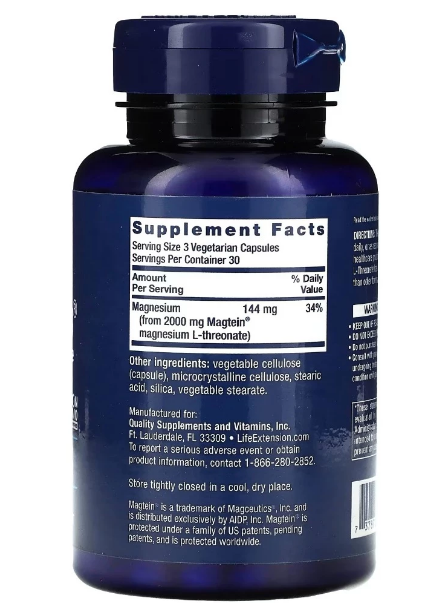 Supplement Facts
Serving Size 3 Vegetarian Capsules
Servings Per Container 30
Amount Per Serving % Daily Value
Magnesium 144 mg 34%
(from 2000 mg Magtein®
magnesium L-threonate)
Other ingredients: vegetable cellulose
(capsule), microcrystalline cellulose, stearic
acid, silica, vegetable stearate.
Manufactured for:
Quality Supplements and Vitamins, Inc.
Ft. Lauderdale, FL 33309 • LifeExtension.com
To report a serious adverse event or obtain
product information, contact 1-866-280-2852.
Store tightly closed in a cool, dry place.
Magtein® is a trademark of Magceutics®, Inc. and
is distributed exclusively by AIDP, Inc. Magtein® is
protected under a family of US patents, pending
patents, and is protected worldwide.